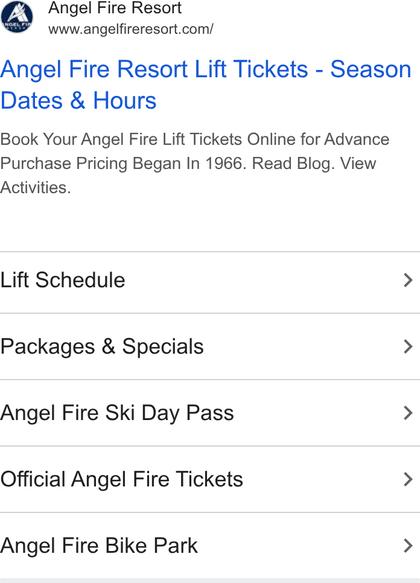 Angel Fire Resort
www.angelfireresort.com/
Angel Fire Resort Lift Tickets - Season
Dates & Hours
Book Your Angel Fire Lift Tickets Online for Advance
Purchase Pricing Began In 1966. Read Blog. View
Activities.
Lift Schedule
Packages & Specials
Angel Fire Ski Day Pass
Official Angel Fire Tickets
Angel Fire Bike Park